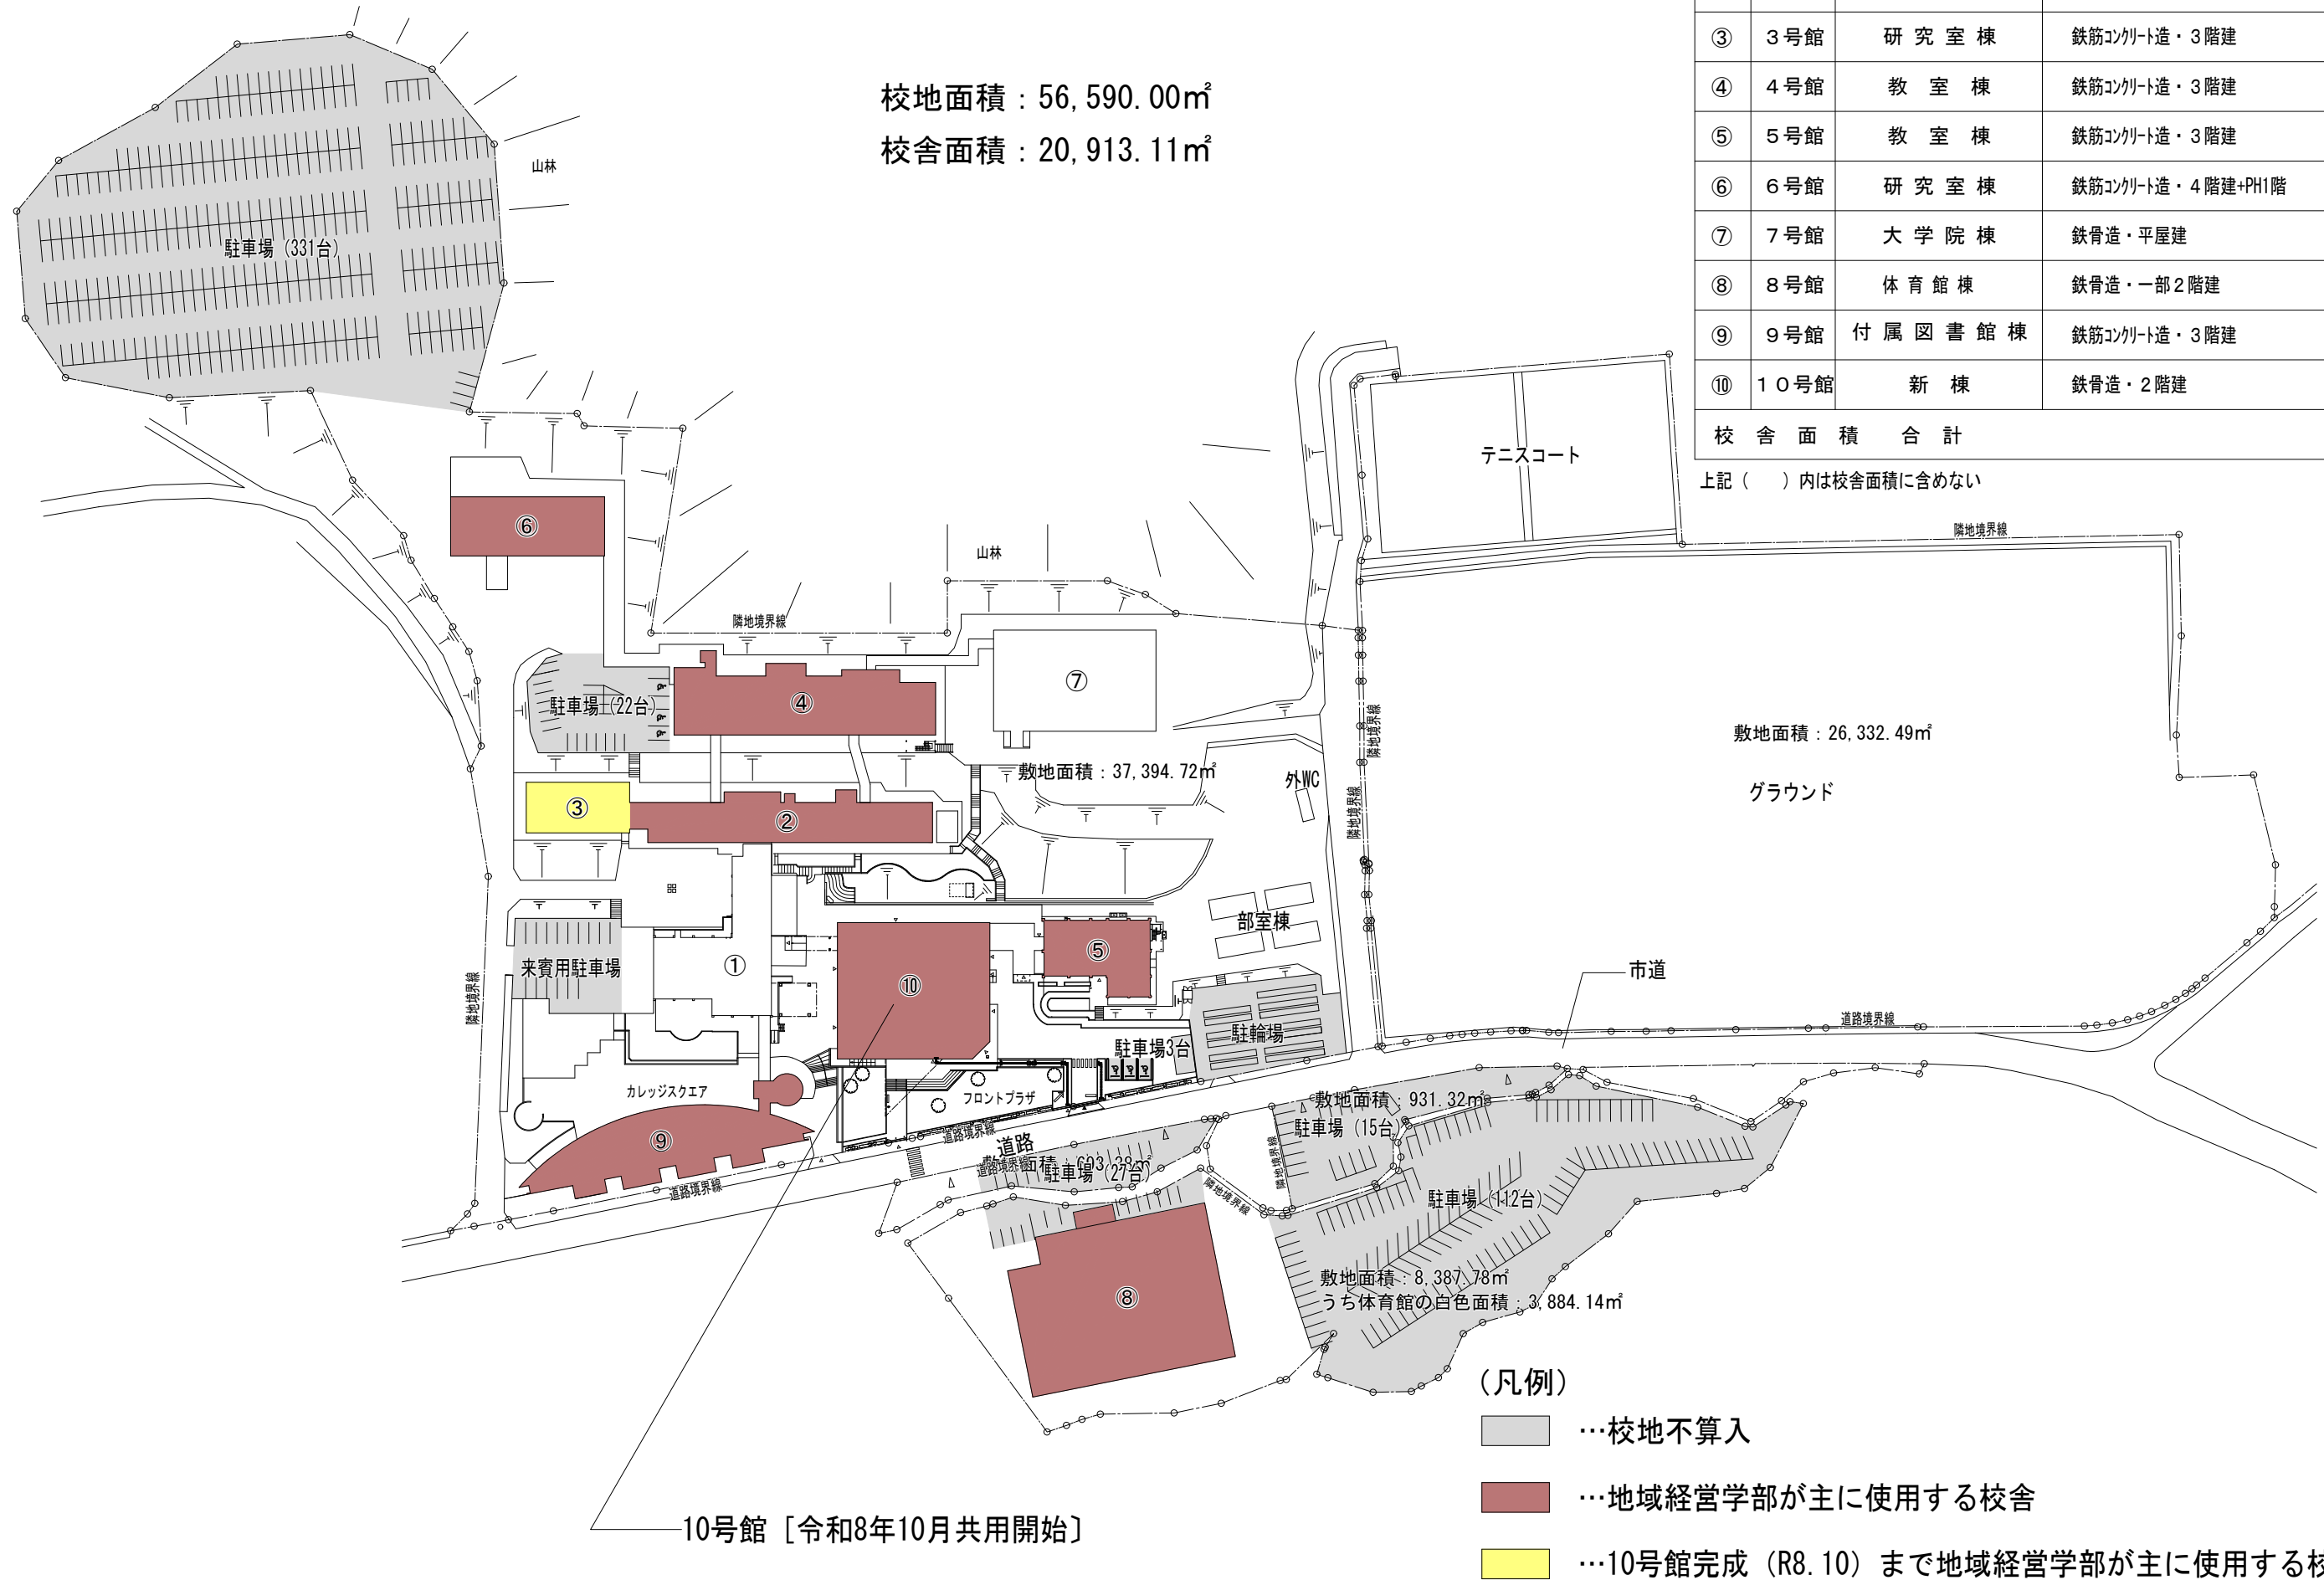 校地面積：56,590.00㎡
校舎面積：20,913.11㎡
③ 3号館 研究室棟 鉄筋ｺﾝｸﾘｰﾄ造・３階建
④ 4号館 教室棟 鉄筋ｺﾝｸﾘｰﾄ造・３階建
⑤ 5号館 教室棟 鉄筋ｺﾝｸﾘｰﾄ造・３階建
⑥ 6号館 研究室棟 鉄筋ｺﾝｸﾘｰﾄ造・４階建+PH1階
⑦ 7号館 大学院棟 鉄骨造・平屋建
⑧ 8号館 体育館棟 鉄骨造・一部２階建
⑨ 9号館 付属図書館棟 鉄筋ｺﾝｸﾘｰﾄ造・３階建
⑩ １０号館 新棟 鉄骨造・２階建
校舎面積 合計
上記（　）内は校舎面積に含めない
山林
駐車場（331台）
テニスコート
隣地境界線
⑥
山林
隣地境界線
⑦
④
駐車場（22台）
隣地境界線
敷地面積：26,332.49㎡
グラウンド
敷地面積：37,394.72㎡
外WC
隣地境界線
③
②
部室棟
⑤
①
来賓用駐車場
隣地境界線
⑩
市道
道路境界線
駐輪場
駐車場3台
カレッジスクエア
フロントプラザ
敷地面積：931.32㎡
駐車場（15台）
⑨
道路境界線
道路
道路境界線
駐車場（27台）
隣地境界線
隣地境界線
道路境界線
駐車場（112台）
⑧
敷地面積：8,387.78㎡
うち体育館の白色面積：3,884.14㎡
10号館［令和8年10月共用開始］
（凡例）
…校地不算入
…地域経営学部が主に使用する校舎
…10号館完成（R8.10）まで地域経営学部が主に使用する